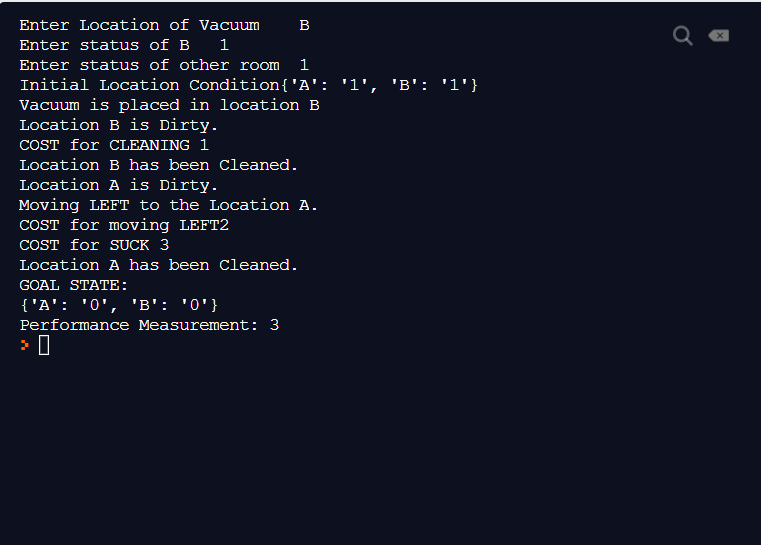 Enter Location of Vacuum    B
Enter status of B   1
Enter status of other room  1
Initial Location Condition{'A': '1', 'B': '1'}
Vacuum is placed in location B
Location B is Dirty.
COST for CLEANING 1
Location B has been Cleaned.
Location A is Dirty.
Moving LEFT to the Location A.
COST for moving LEFT2
COST for SUCK 3
Location A has been Cleaned.
GOAL STATE:
{'A': '0', 'B': '0'}
Performance Measurement: 3
>